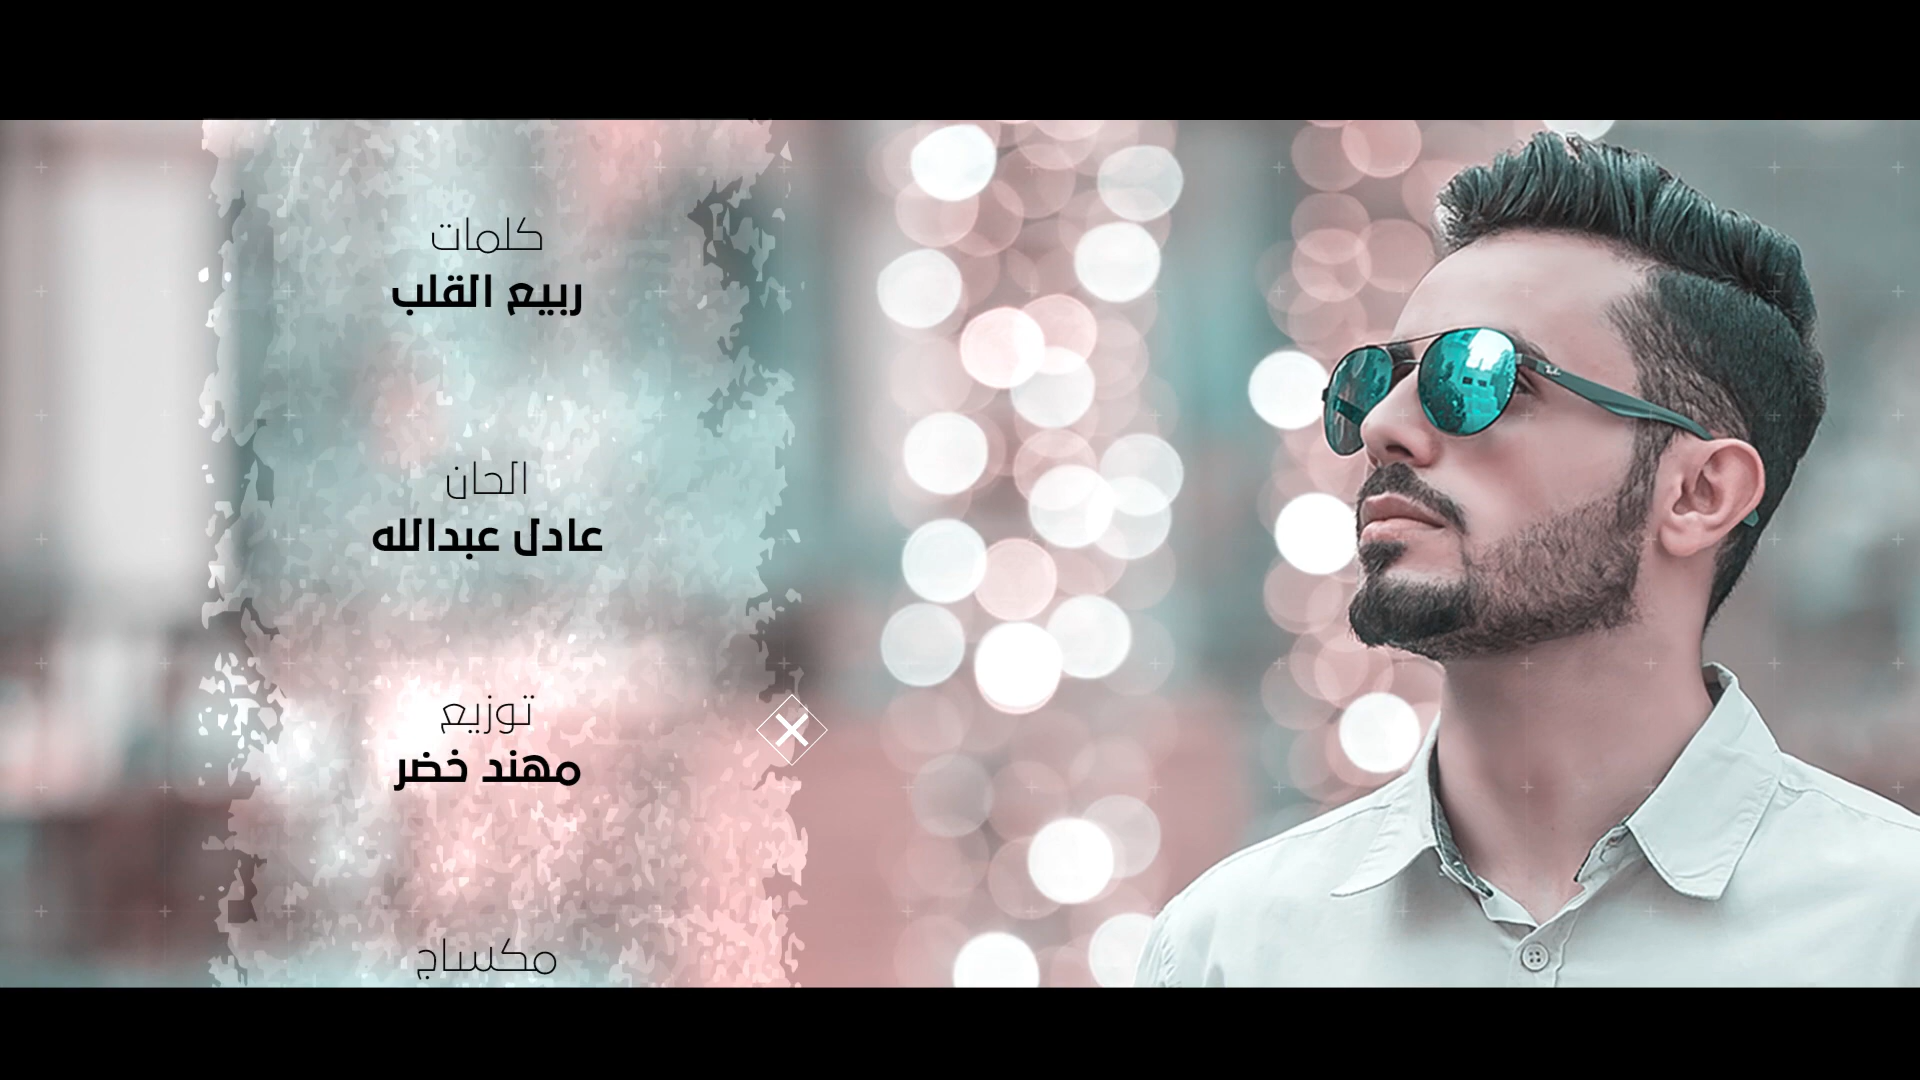 كلمات
ربيع القلب
الحان
عادل عبدالله
توزيع
مهند خضر
مكساج